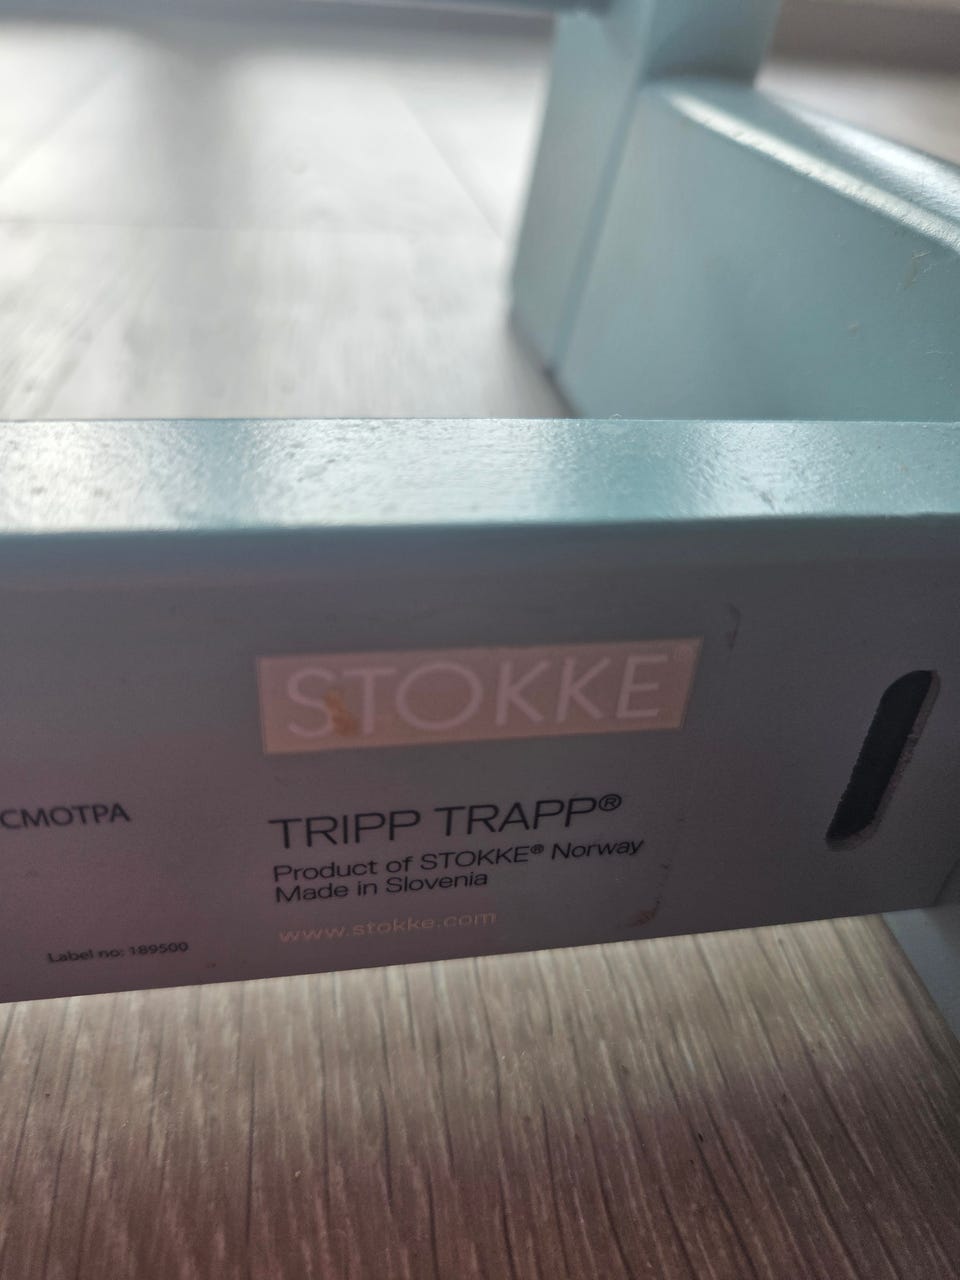 STOKKE®
СМОТРА
TRIPP TRAPP®
Product of STOKKE® Norway
Made in Slovenia
www.stokke.com
Label no: 189500